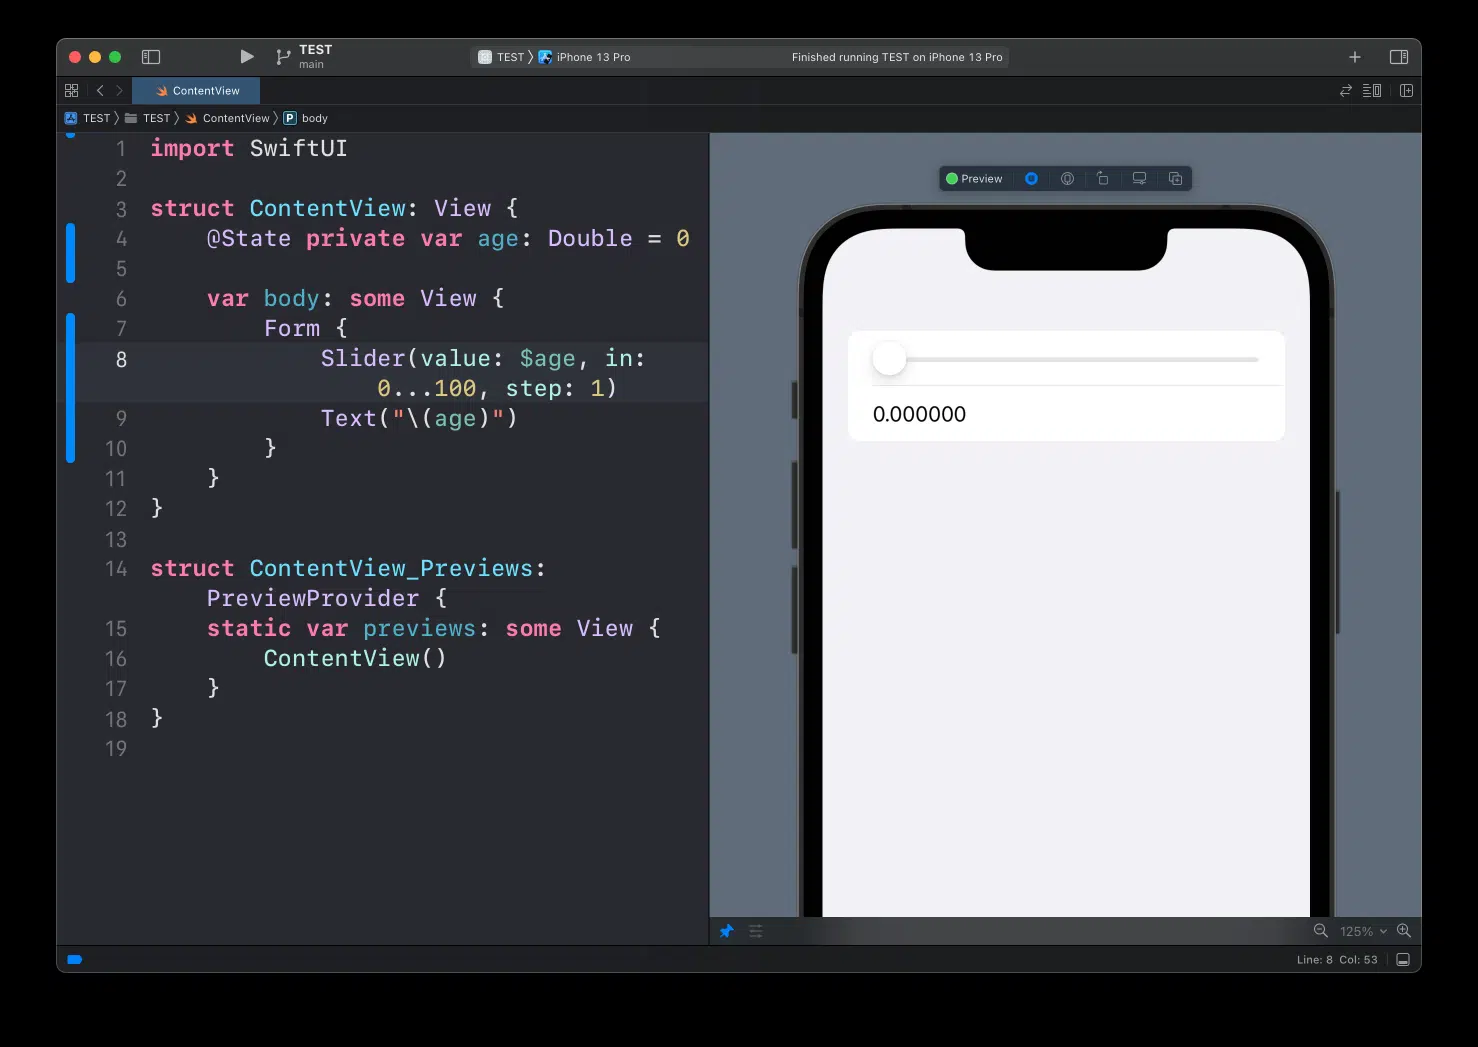 TEST
main
TEST 〉 iPhone 13 Pro
Finished running TEST on iPhone 13 Pro
ContentView
TEST 〉 TEST 〉 ContentView 〉 P body
1 import SwiftUI
2
3 struct ContentView: View {
4 @State private var age: Double = 0
5
6 var body: some View {
7 Form {
8 Slider(value: $age, in:
0...100, step: 1)
9 Text("\(age)")
10 }
11 }
12 }
13
14 struct ContentView_Previews:
PreviewProvider {
15 static var previews: some View {
16 ContentView()
17 }
18 }
19
Preview
0.000000
125%
Line: 8 Col: 53